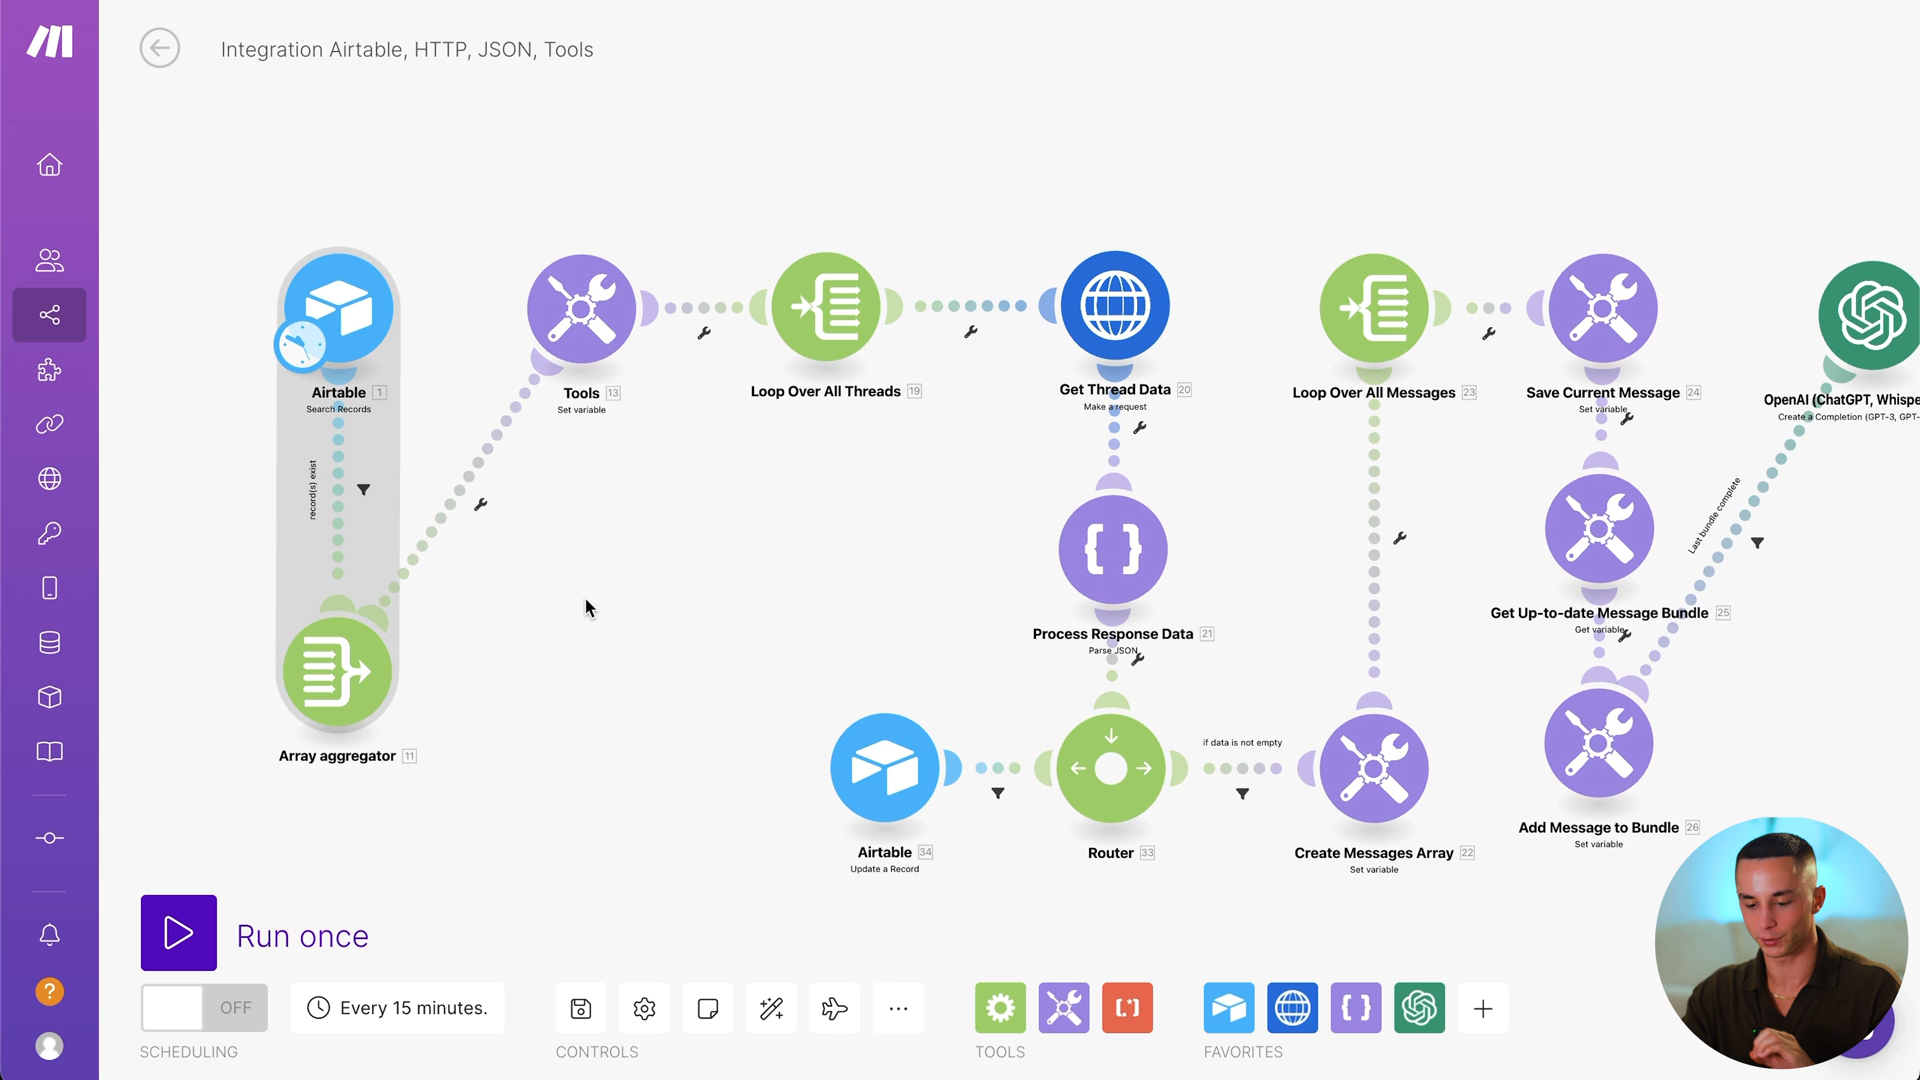 Integration Airtable, HTTP, JSON, Tools
Airtable 1
Search Records
record(s) exist
Array aggregator 11
Tools 13
Set variable
Loop Over All Threads 19
Get Thread Data 20
Make a request
Process Response Data 21
Parse JSON
Airtable 34
Update a Record
Router 33
if data is not empty
Create Messages Array 22
Set variable
Loop Over All Messages 23
Save Current Message 24
Set variable
Get Up-to-date Message Bundle 25
Get variable
Add Message to Bundle 26
Set variable
Last bundle complete
OpenAI (ChatGPT, Whispe
Create a Completion (GPT-3, GPT-
Run once
OFF
Every 15 minutes.
SCHEDULING
CONTROLS
TOOLS
FAVORITES